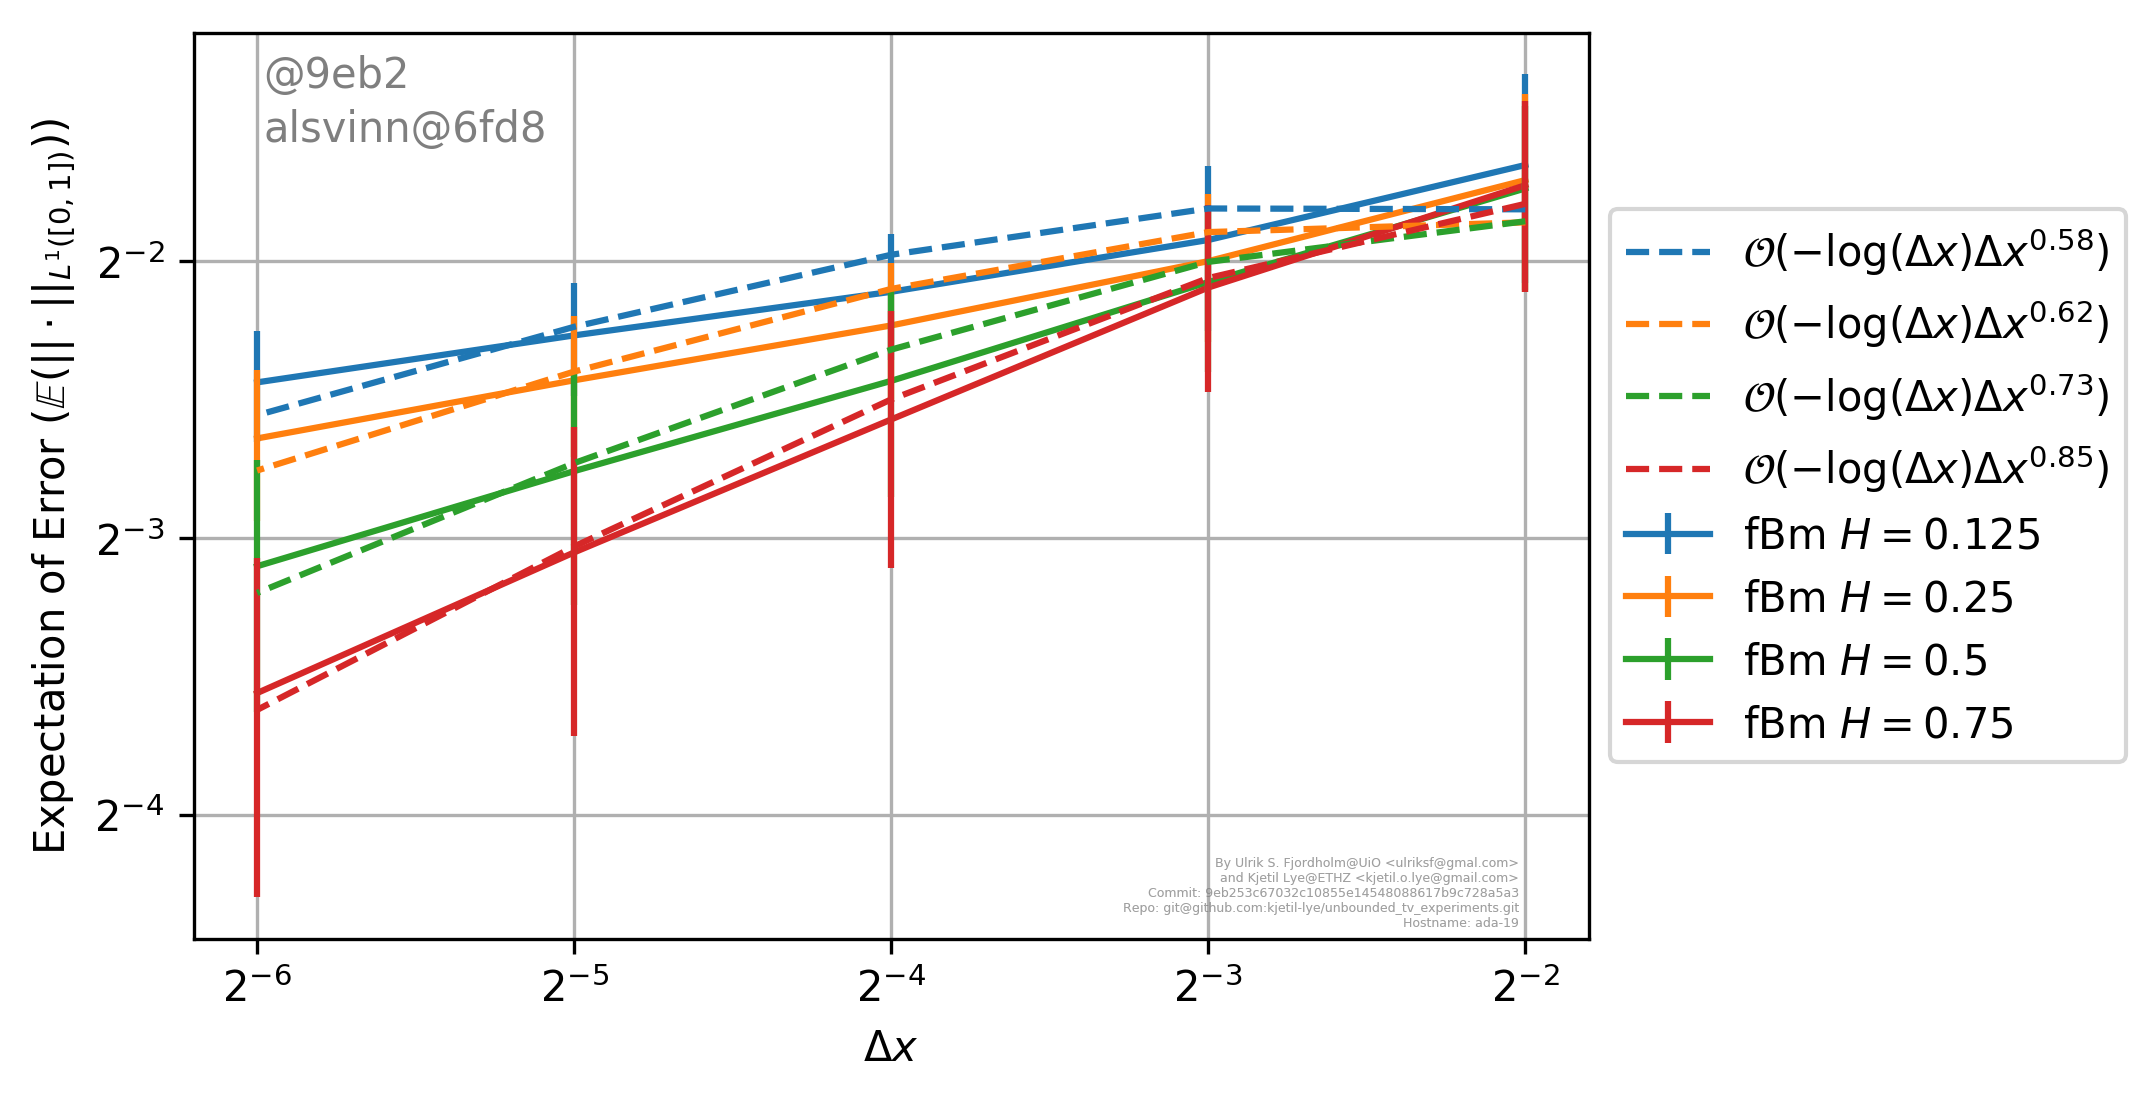 @9eb2
alsvinn@6fd8
Expectation of Error (𝔼(||·||_{L¹([0,1])}))
2⁻²
2⁻³
2⁻⁴
2⁻⁶ 2⁻⁵ 2⁻⁴ 2⁻³ 2⁻²
Δx
By Ulrik S. Fjordholm@UiO <ulriksf@gmal.com>
and Kjetil Lye@ETHZ <kjetil.o.lye@gmail.com>
Commit: 9eb253c67032c10855e14548088617b9c728a5a3
Repo: git@github.com:kjetil-lye/unbounded_tv_experiments.git
Hostname: ada-19
𝒪(−log(Δx)Δx^{0.58})
𝒪(−log(Δx)Δx^{0.62})
𝒪(−log(Δx)Δx^{0.73})
𝒪(−log(Δx)Δx^{0.85})
fBm H = 0.125
fBm H = 0.25
fBm H = 0.5
fBm H = 0.75